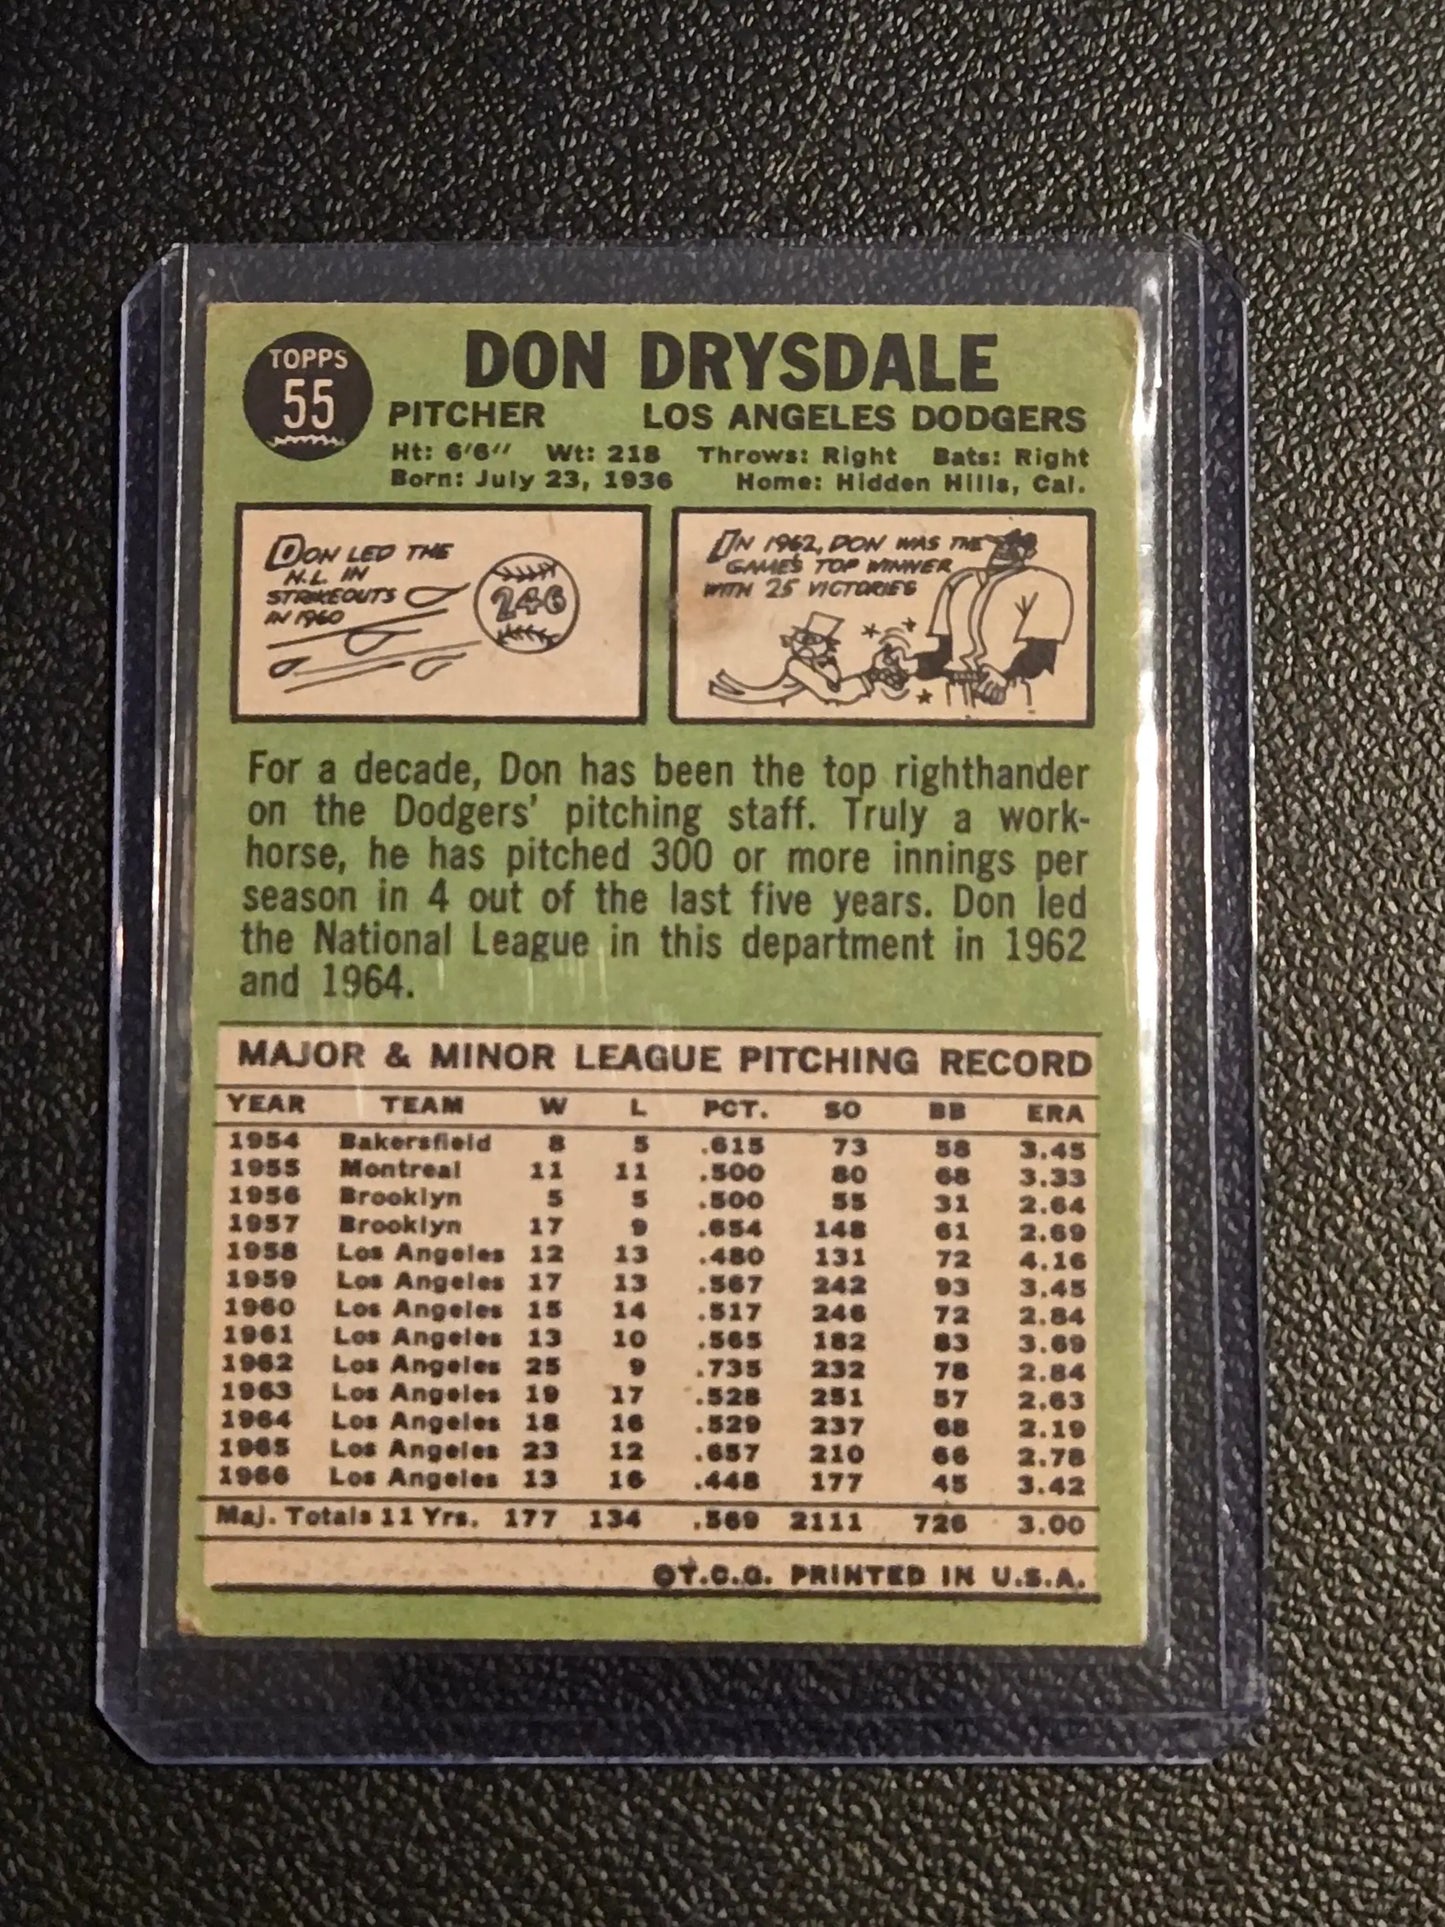 TOPPS
55
DON DRYSDALE
PITCHER LOS ANGELES DODGERS
Ht: 6'6" Wt: 218 Throws: Right Bats: Right
Born: July 23, 1936 Home: Hidden Hills, Cal.
DON LED THE
N.L. IN
STRIKEOUTS
IN 1960
246
IN 1962, DON WAS THE
GAME'S TOP WINNER
WITH 25 VICTORIES
For a decade, Don has been the top righthander
on the Dodgers' pitching staff. Truly a work-
horse, he has pitched 300 or more innings per
season in 4 out of the last five years. Don led
the National League in this department in 1962
and 1964.
MAJOR & MINOR LEAGUE PITCHING RECORD
YEAR TEAM W L PCT. SO BB ERA
1954 Bakersfield 8 5 .615 73 58 3.45
1955 Montreal 11 11 .500 80 68 3.33
1956 Brooklyn 5 5 .500 55 31 2.64
1957 Brooklyn 17 9 .654 148 61 2.69
1958 Los Angeles 12 13 .480 131 72 4.16
1959 Los Angeles 17 13 .567 242 93 3.45
1960 Los Angeles 15 14 .517 246 72 2.84
1961 Los Angeles 13 10 .565 182 83 3.69
1962 Los Angeles 25 9 .735 232 78 2.84
1963 Los Angeles 19 17 .528 251 57 2.63
1964 Los Angeles 18 16 .529 237 68 2.19
1965 Los Angeles 23 12 .657 210 66 2.78
1966 Los Angeles 13 16 .448 177 45 3.42
Maj. Totals 11 Yrs. 177 134 .569 2111 726 3.00
©T.C.G. PRINTED IN U.S.A.